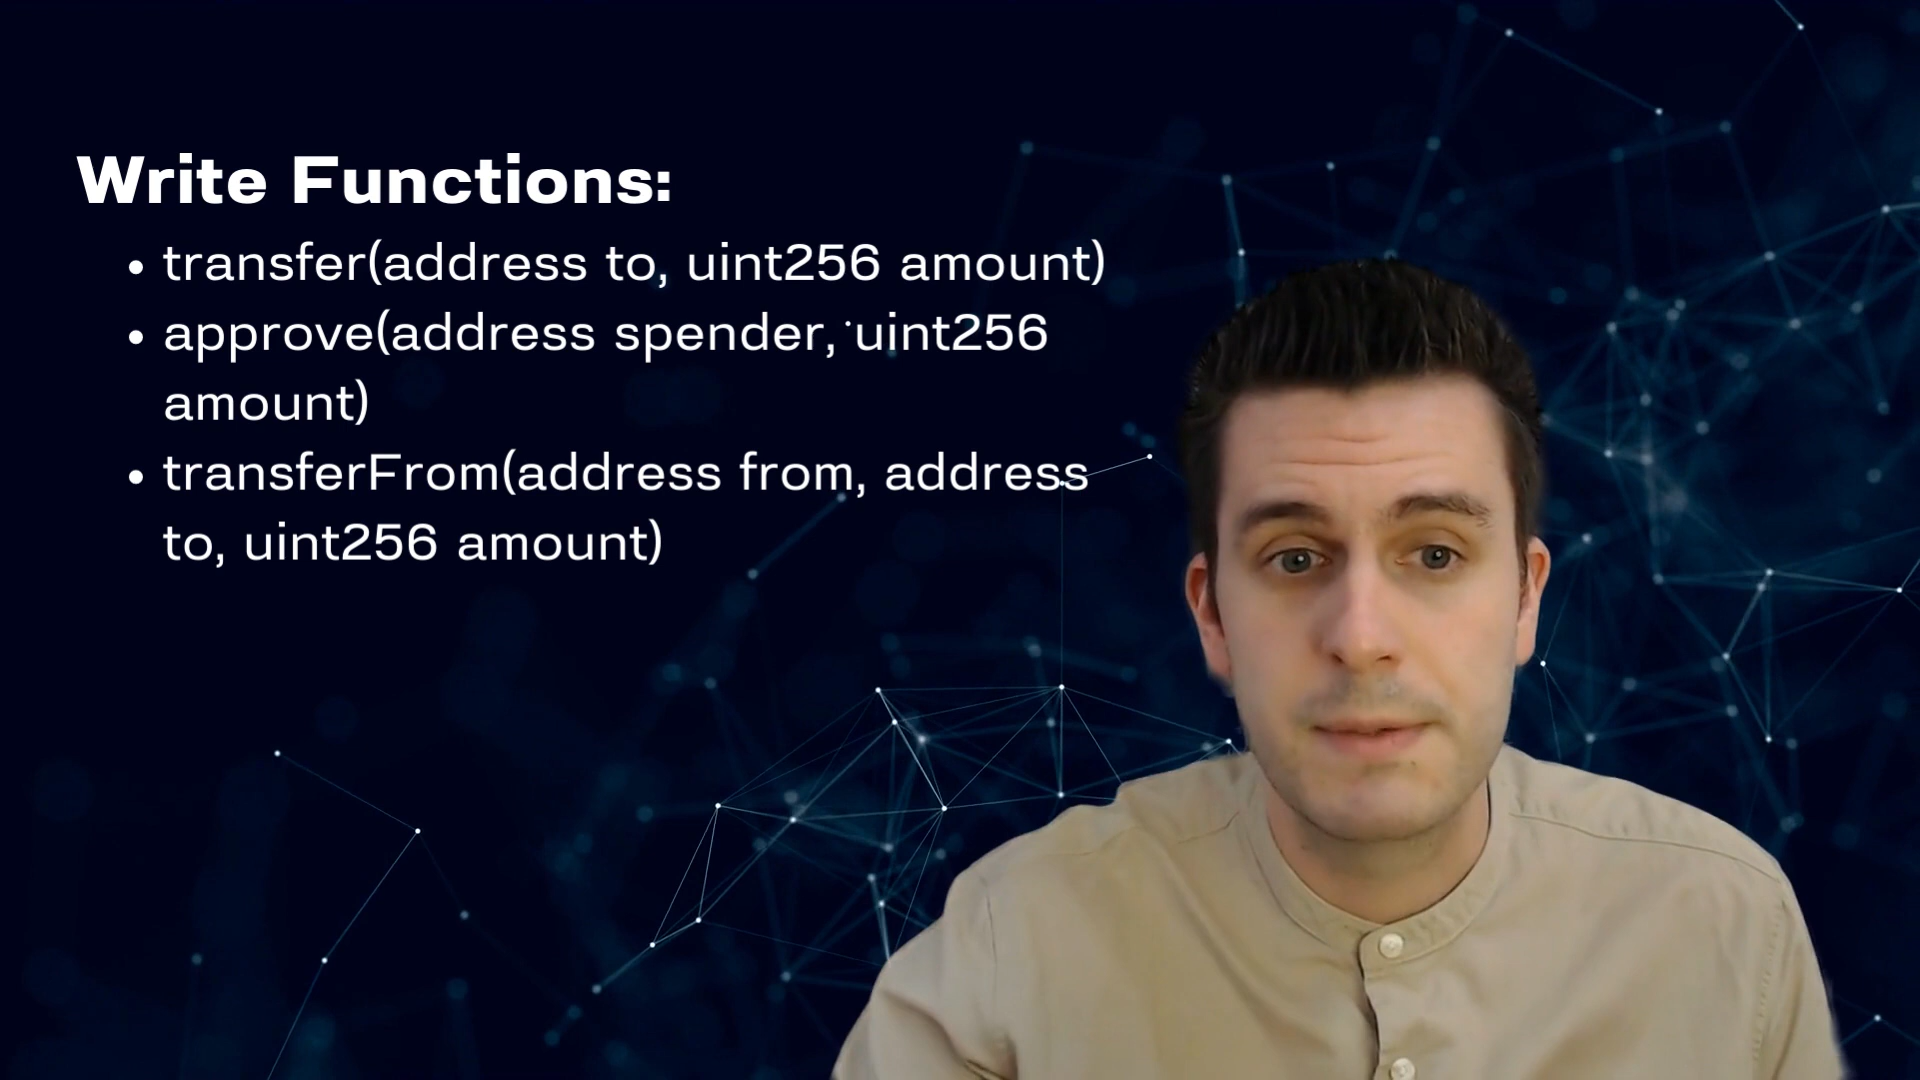 Write Functions:
• transfer(address to, uint256 amount)
• approve(address spender, uint256
amount)
• transferFrom(address from, address
to, uint256 amount)